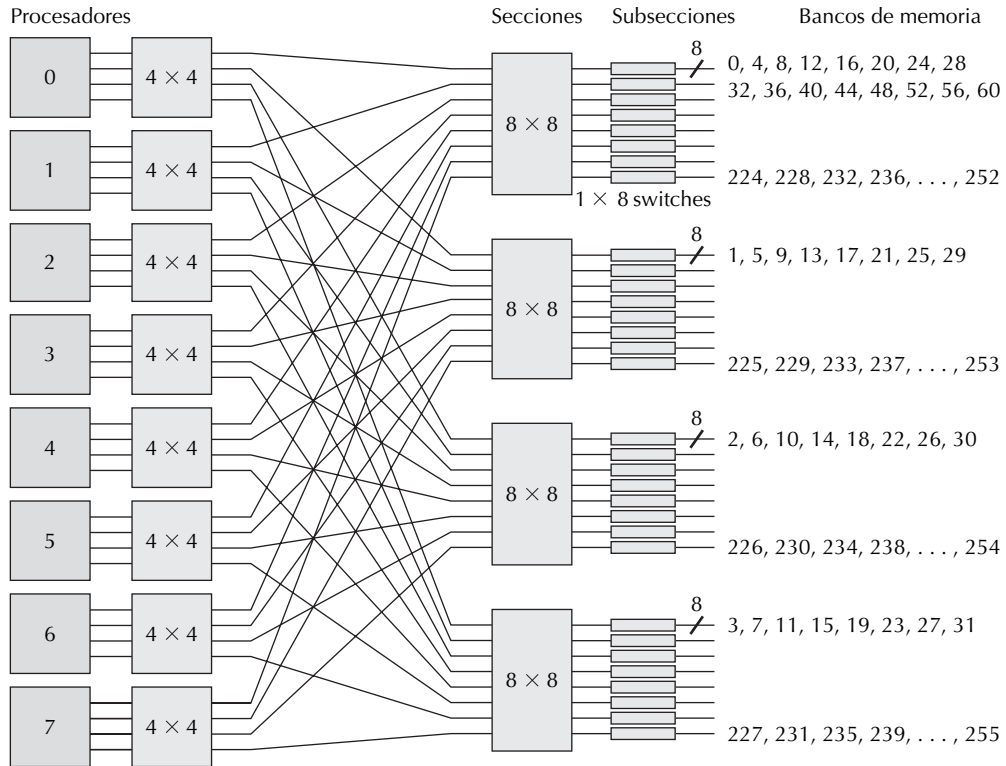 Procesadores
Secciones
Subsecciones
Bancos de memoria
0
4 × 4
1
4 × 4
2
4 × 4
3
4 × 4
4
4 × 4
5
4 × 4
6
4 × 4
7
4 × 4
8 × 8
8
0, 4, 8, 12, 16, 20, 24, 28
32, 36, 40, 44, 48, 52, 56, 60
224, 228, 232, 236, . . . , 252
1 × 8 switches
8 × 8
8
1, 5, 9, 13, 17, 21, 25, 29
225, 229, 233, 237, . . . , 253
8 × 8
8
2, 6, 10, 14, 18, 22, 26, 30
226, 230, 234, 238, . . . , 254
8 × 8
8
3, 7, 11, 15, 19, 23, 27, 31
227, 231, 235, 239, . . . , 255